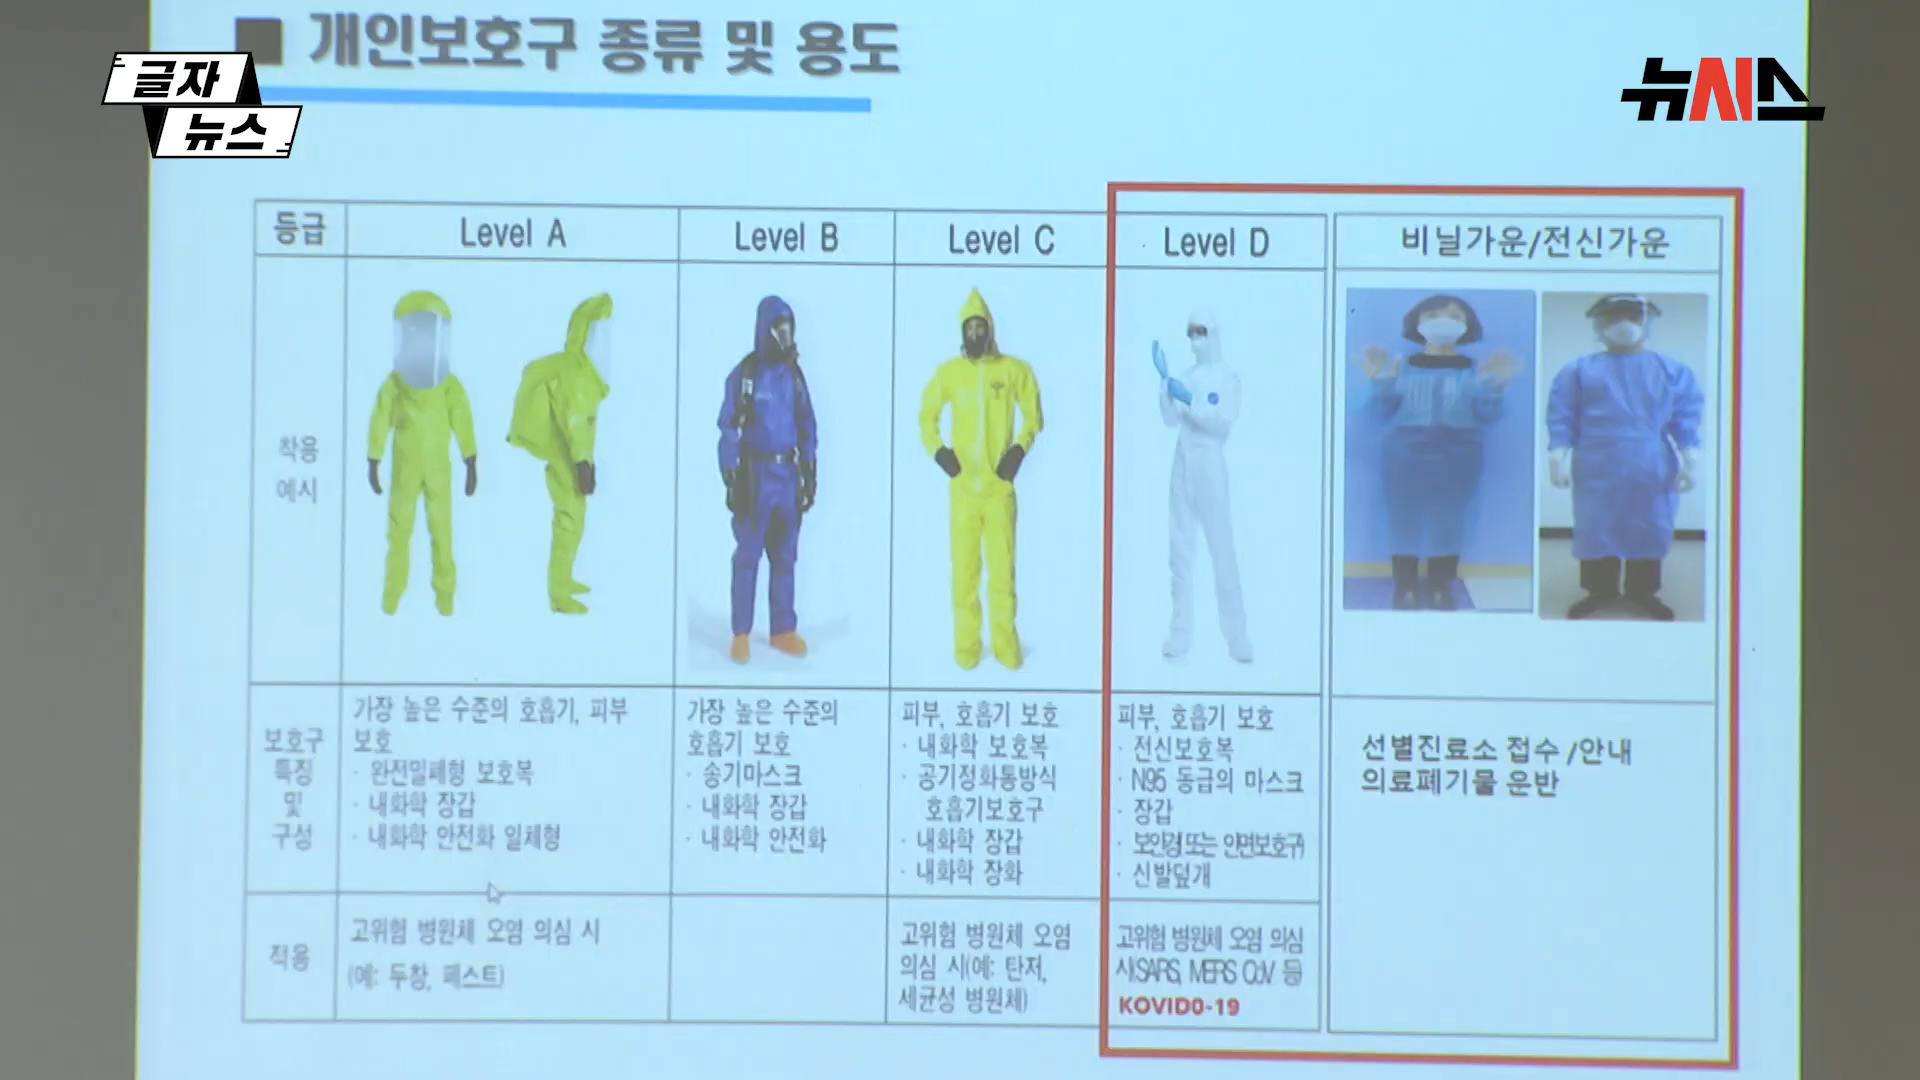 ■ 개인보호구 종류 및 용도
글자
뉴스
뉴시스
등급
Level A
Level B
Level C
Level D
비닐가운/전신가운
착용
예시
보호구
특징
및
구성
가장 높은 수준의 호흡기, 피부
보호
· 완전밀폐형 보호복
· 내화학 장갑
· 내화학 안전화 일체형
가장 높은 수준의
호흡기 보호
· 송기마스크
· 내화학 장갑
· 내화학 안전화
피부, 호흡기 보호
· 내화학 보호복
· 공기정화통방식
호흡기보호구
· 내화학 장갑
· 내화학 장화
피부, 호흡기 보호
· 전신보호복
· N95 동급의 마스크
· 장갑
· 보안경(또는 안면보호구)
· 신발덮개
선별진료소 접수 /안내
의료폐기물 운반
적용
고위험 병원체 오염 의심 시
(예: 두창, 페스트)
고위험 병원체 오염
의심 시(예: 탄저,
세균성 병원체)
고위험 병원체 오염 의심
시(SARS, MERS CoV 등)
KOVID0-19